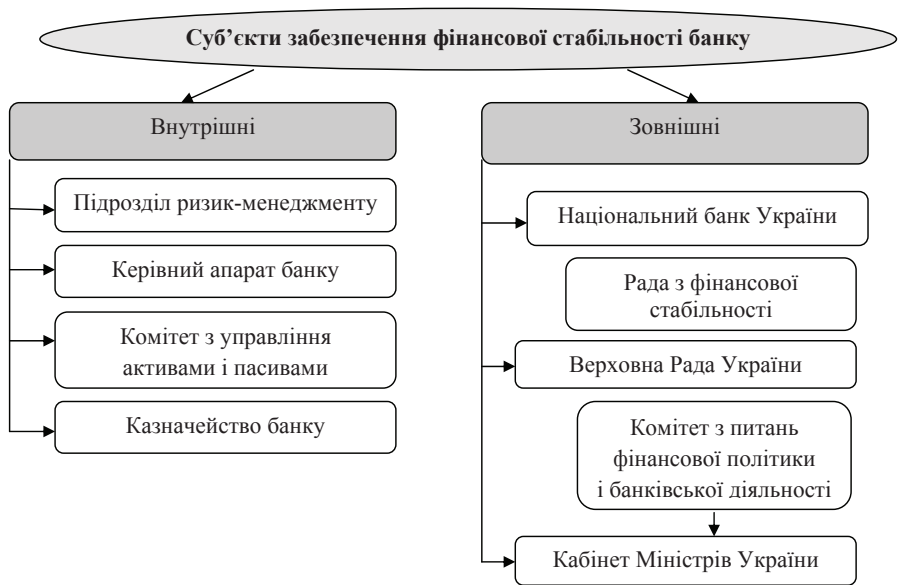 Суб’єкти забезпечення фінансової стабільності банку
Внутрішні
Підрозділ ризик-менеджменту
Керівний апарат банку
Комітет з управління
активами і пасивами
Казначейство банку
Зовнішні
Національний банк України
Рада з фінансової
стабільності
Верховна Рада України
Комітет з питань
фінансової політики
і банківської діяльності
Кабінет Міністрів України